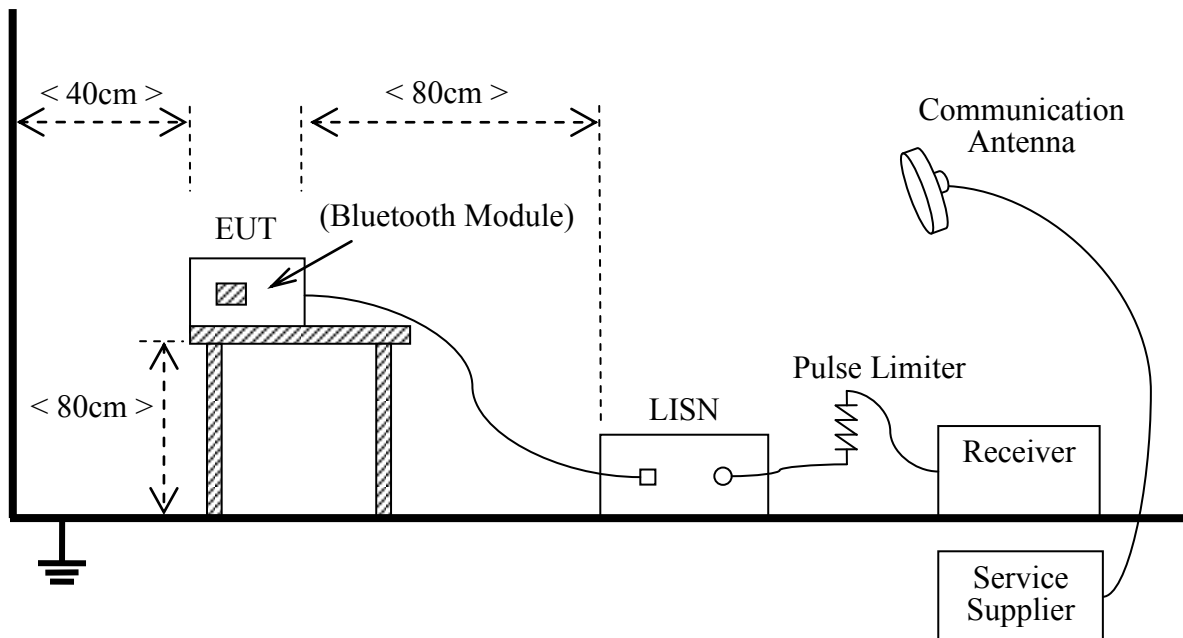 < 40cm >
< 80cm >
Communication
Antenna
(Bluetooth Module)
EUT
Pulse Limiter
< 80cm >
LISN
Receiver
Service
Supplier